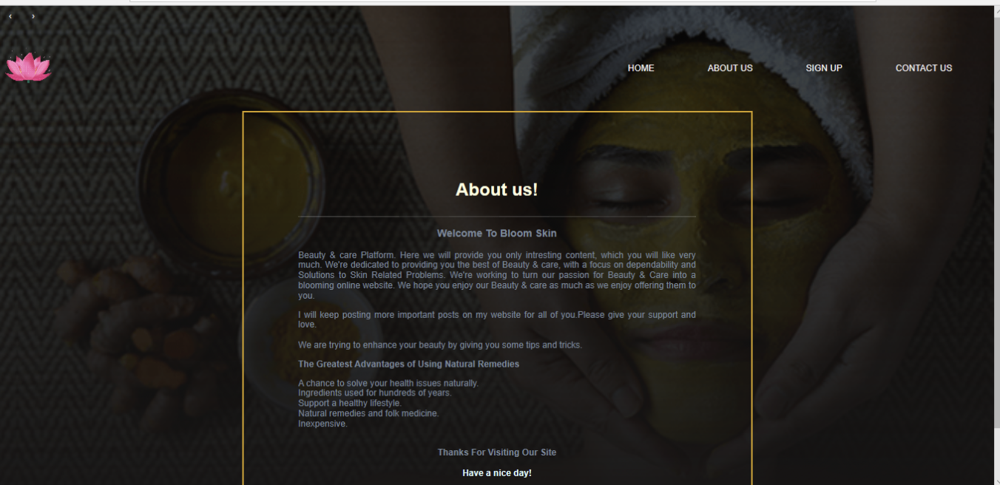 ‹ ›
HOME ABOUT US SIGN UP CONTACT US
About us!
Welcome To Bloom Skin
Beauty & care Platform. Here we will provide you only intresting content, which you will like very
much. We're dedicated to providing you the best of Beauty & care, with a focus on dependability and
Solutions to Skin Related Problems. We're working to turn our passion for Beauty & Care into a
blooming online website. We hope you enjoy our Beauty & care as much as we enjoy offering them to
you.
I will keep posting more important posts on my website for all of you.Please give your support and
love.
We are trying to enhance your beauty by giving you some tips and tricks.
The Greatest Advantages of Using Natural Remedies
A chance to solve your health issues naturally.
Ingredients used for hundreds of years.
Support a healthy lifestyle.
Natural remedies and folk medicine.
Inexpensive.
Thanks For Visiting Our Site
Have a nice day!